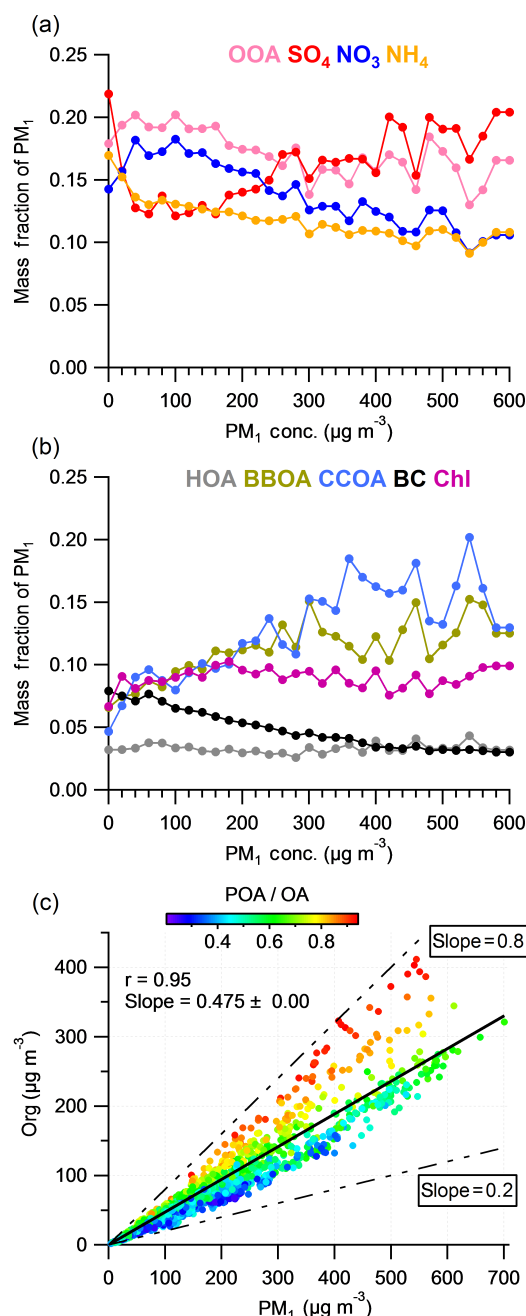 (a)
OOA SO4 NO3 NH4
0.25
0.20
0.15
0.10
0.05
0.00
Mass fraction of PM1
0 100 200 300 400 500 600
PM1 conc. (µg m-3)
(b)
HOA BBOA CCOA BC Chl
0.25
0.20
0.15
0.10
0.05
0.00
Mass fraction of PM1
0 100 200 300 400 500 600
PM1 conc. (µg m-3)
(c)
POA / OA
0.4 0.6 0.8
r = 0.95
Slope = 0.475 ± 0.00
Slope = 0.8
Slope = 0.2
400
300
200
100
0
Org (µg m-3)
0 100 200 300 400 500 600 700
PM1 (µg m-3)